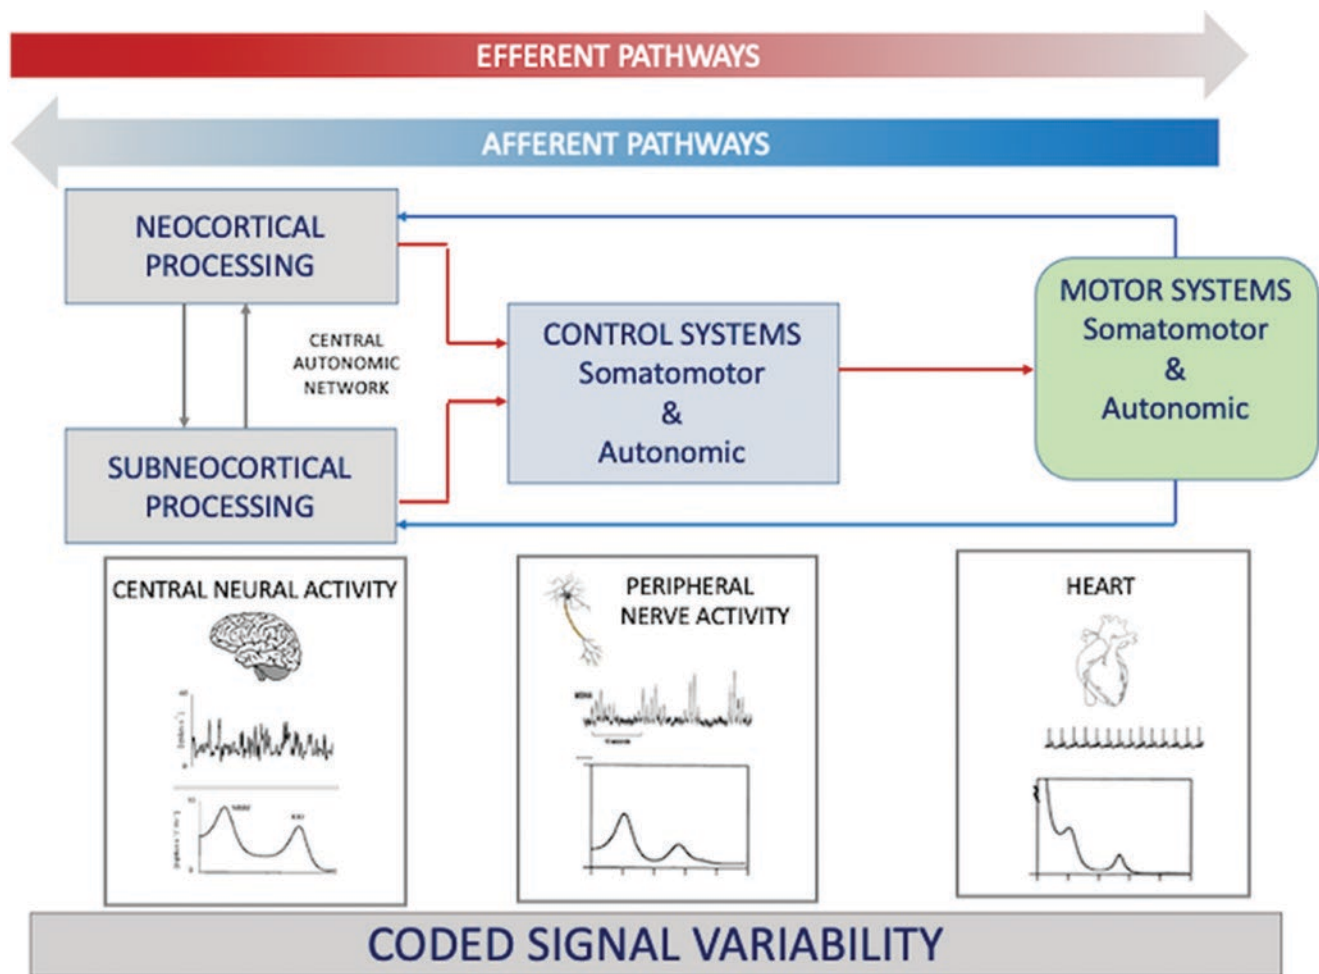 EFFERENT PATHWAYS
AFFERENT PATHWAYS
NEOCORTICAL
PROCESSING
CENTRAL
AUTONOMIC
NETWORK
SUBNEOCORTICAL
PROCESSING
CONTROL SYSTEMS
Somatomotor
&
Autonomic
MOTOR SYSTEMS
Somatomotor
&
Autonomic
CENTRAL NEURAL ACTIVITY
PERIPHERAL
NERVE ACTIVITY
HEART
CODED SIGNAL VARIABILITY